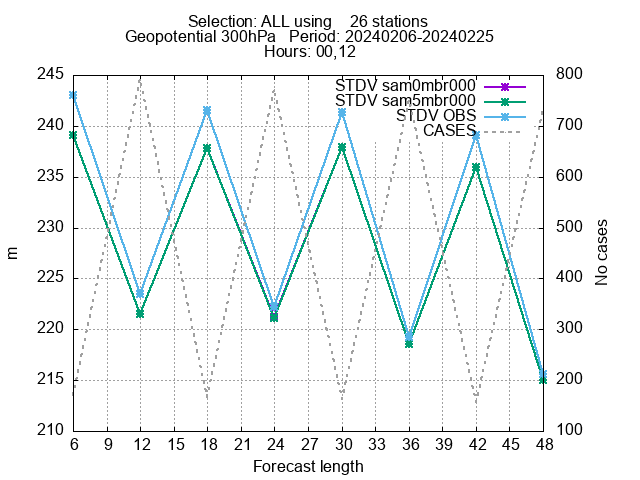 Selection: ALL using 26 stations
Geopotential 300hPa Period: 20240206-20240225
Hours: 00,12
STDV sam0mbr000
STDV sam5mbr000
STDV OBS
CASES
245
240
235
230
225
220
215
210
m
800
700
600
500
400
300
200
100
No cases
6 9 12 15 18 21 24 27 30 33 36 39 42 45 48
Forecast length